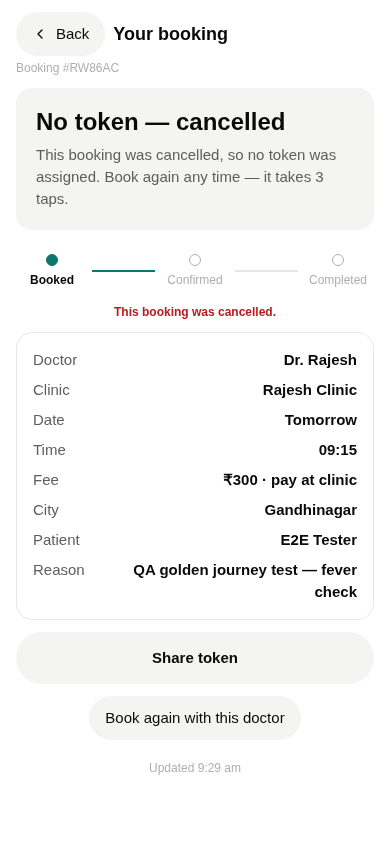 Back Your booking
Booking #RW86AC
No token — cancelled
This booking was cancelled, so no token was
assigned. Book again any time — it takes 3
taps.
Booked Confirmed Completed
This booking was cancelled.
Doctor Dr. Rajesh
Clinic Rajesh Clinic
Date Tomorrow
Time 09:15
Fee ₹300 · pay at clinic
City Gandhinagar
Patient E2E Tester
Reason QA golden journey test — fever
check
Share token
Book again with this doctor
Updated 9:29 am